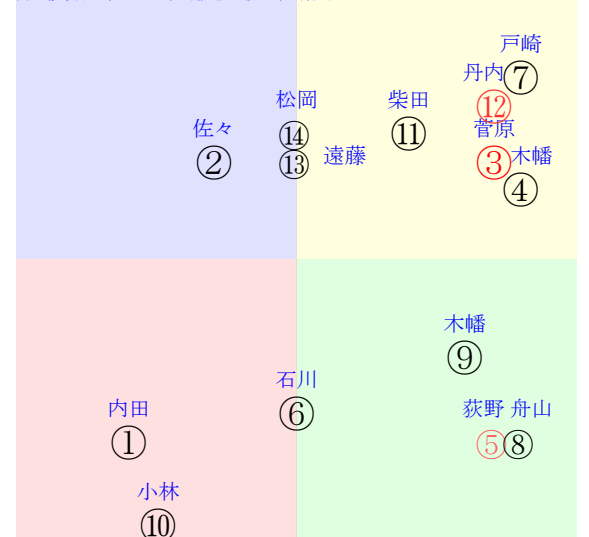 戸崎
丹内 ⑦
松岡 柴田 ⑫
佐々 ⑭ ⑪ 菅原
② ⑬ 遠藤 ③ 木幡
④
木幡
⑨
石川
内田 ⑥ 荻野 舟山
① ⑤ ⑧
小林
⑩